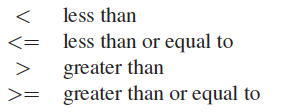 < less than
<= less than or equal to
> greater than
>= greater than or equal to